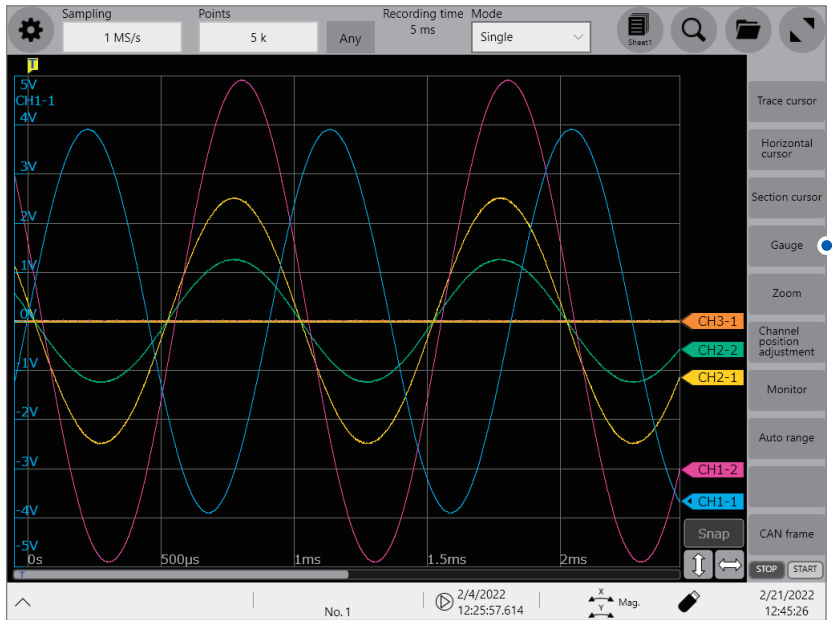 Sampling
1 MS/s
Points
5 k
Any
Recording time
5 ms
Mode
Single
Sheet1
T
5V
CH1-1
4V
3V
2V
1V
0V
-1V
-2V
-3V
-4V
-5V
0s
500µs
1ms
1.5ms
2ms
T
CH3-1
CH2-2
CH2-1
CH1-2
CH1-1
Snap
Trace cursor
Horizontal
cursor
Section cursor
Gauge
Zoom
Channel
position
adjustment
Monitor
Auto range
CAN frame
STOP
START
No. 1
2/4/2022
12:25:57.614
X
Y
Mag.
2/21/2022
12:45:26